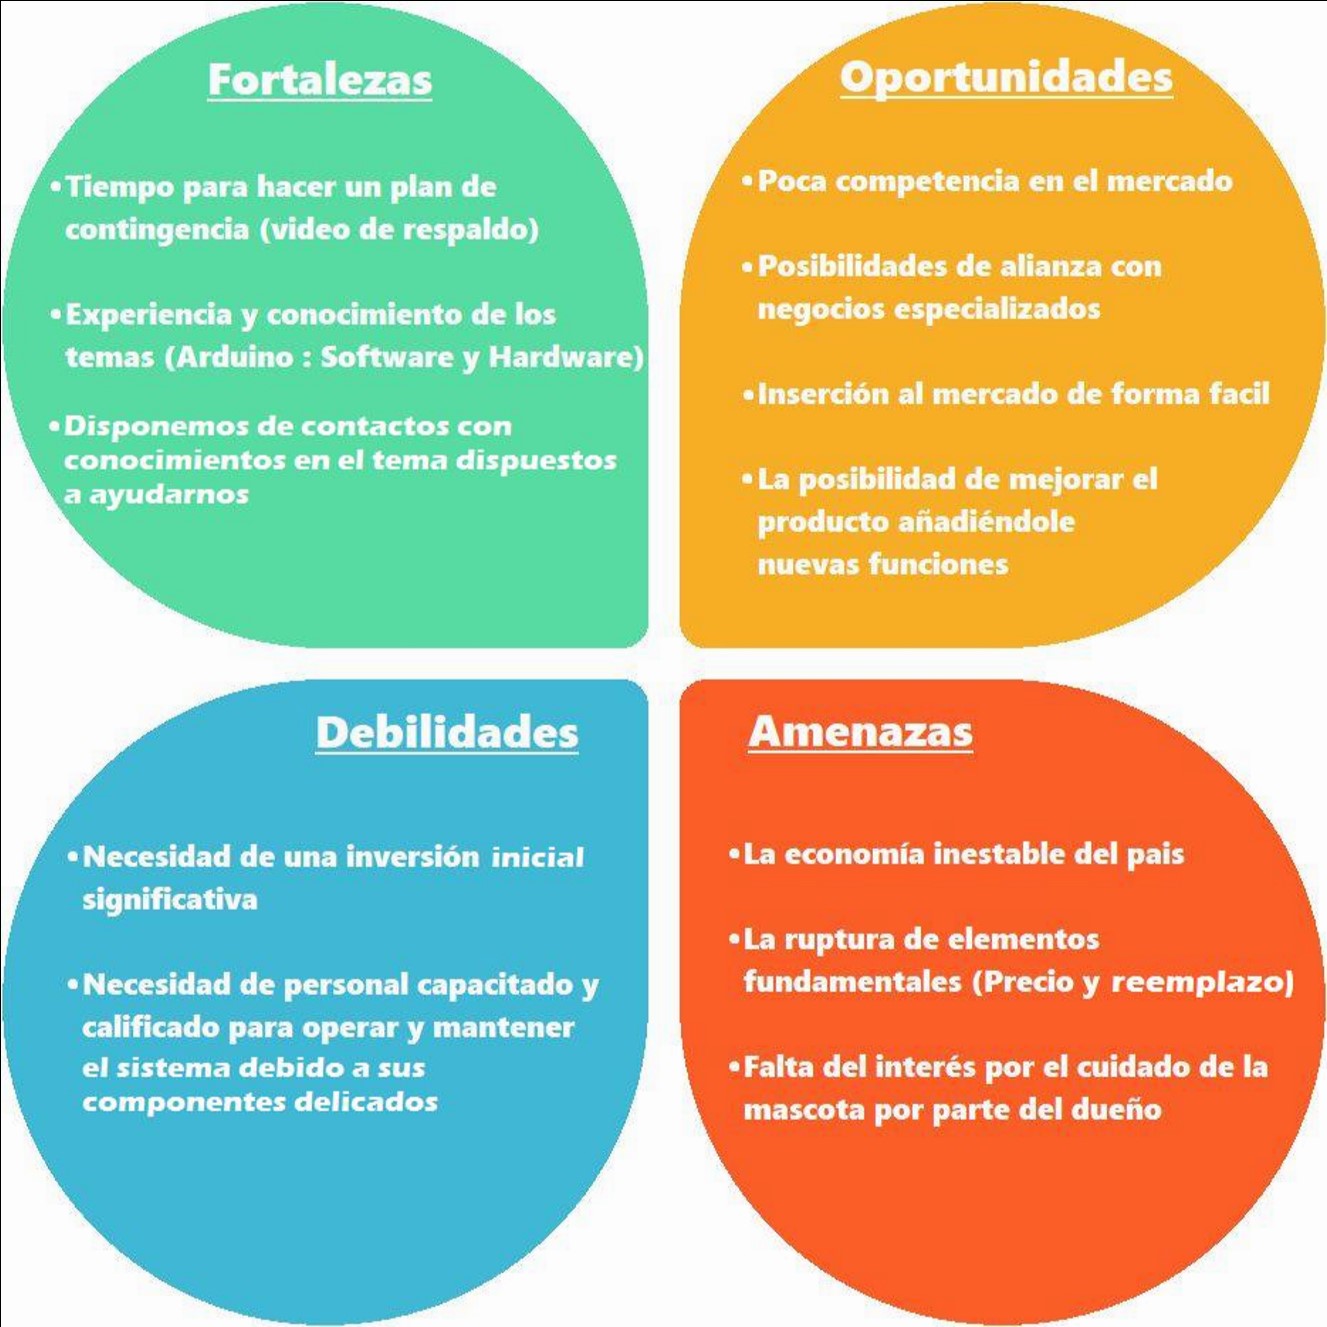 Fortalezas
•Tiempo para hacer un plan de
contingencia (video de respaldo)
•Experiencia y conocimiento de los
temas (Arduino : Software y Hardware)
•Disponemos de contactos con
conocimientos en el tema dispuestos
a ayudarnos
Oportunidades
•Poca competencia en el mercado
•Posibilidades de alianza con
negocios especializados
•Inserción al mercado de forma facil
•La posibilidad de mejorar el
producto añadiéndole
nuevas funciones
Debilidades
•Necesidad de una inversión inicial
significativa
•Necesidad de personal capacitado y
calificado para operar y mantener
el sistema debido a sus
componentes delicados
Amenazas
•La economía inestable del pais
•La ruptura de elementos
fundamentales (Precio y reemplazo)
•Falta del interés por el cuidado de la
mascota por parte del dueño